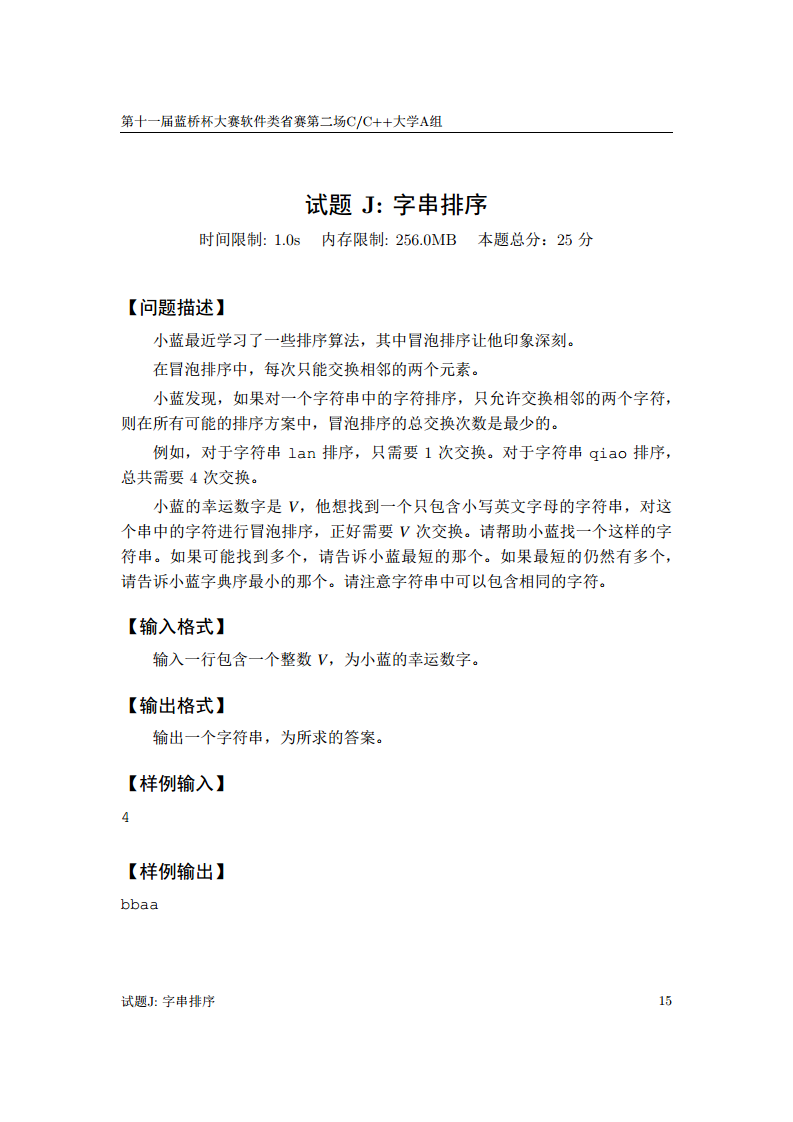 第十一届蓝桥杯大赛软件类省赛第二场C/C++大学A组
试题 J: 字串排序
时间限制: 1.0s 内存限制: 256.0MB 本题总分：25 分
【问题描述】
小蓝最近学习了一些排序算法，其中冒泡排序让他印象深刻。
在冒泡排序中，每次只能交换相邻的两个元素。
小蓝发现，如果对一个字符串中的字符排序，只允许交换相邻的两个字符，
则在所有可能的排序方案中，冒泡排序的总交换次数是最少的。
例如，对于字符串 lan 排序，只需要 1 次交换。对于字符串 qiao 排序，
总共需要 4 次交换。
小蓝的幸运数字是 V，他想找到一个只包含小写英文字母的字符串，对这
个串中的字符进行冒泡排序，正好需要 V 次交换。请帮助小蓝找一个这样的字
符串。如果可能找到多个，请告诉小蓝最短的那个。如果最短的仍然有多个，
请告诉小蓝字典序最小的那个。请注意字符串中可以包含相同的字符。
【输入格式】
输入一行包含一个整数 V，为小蓝的幸运数字。
【输出格式】
输出一个字符串，为所求的答案。
【样例输入】
4
【样例输出】
bbaa
试题J: 字串排序 15